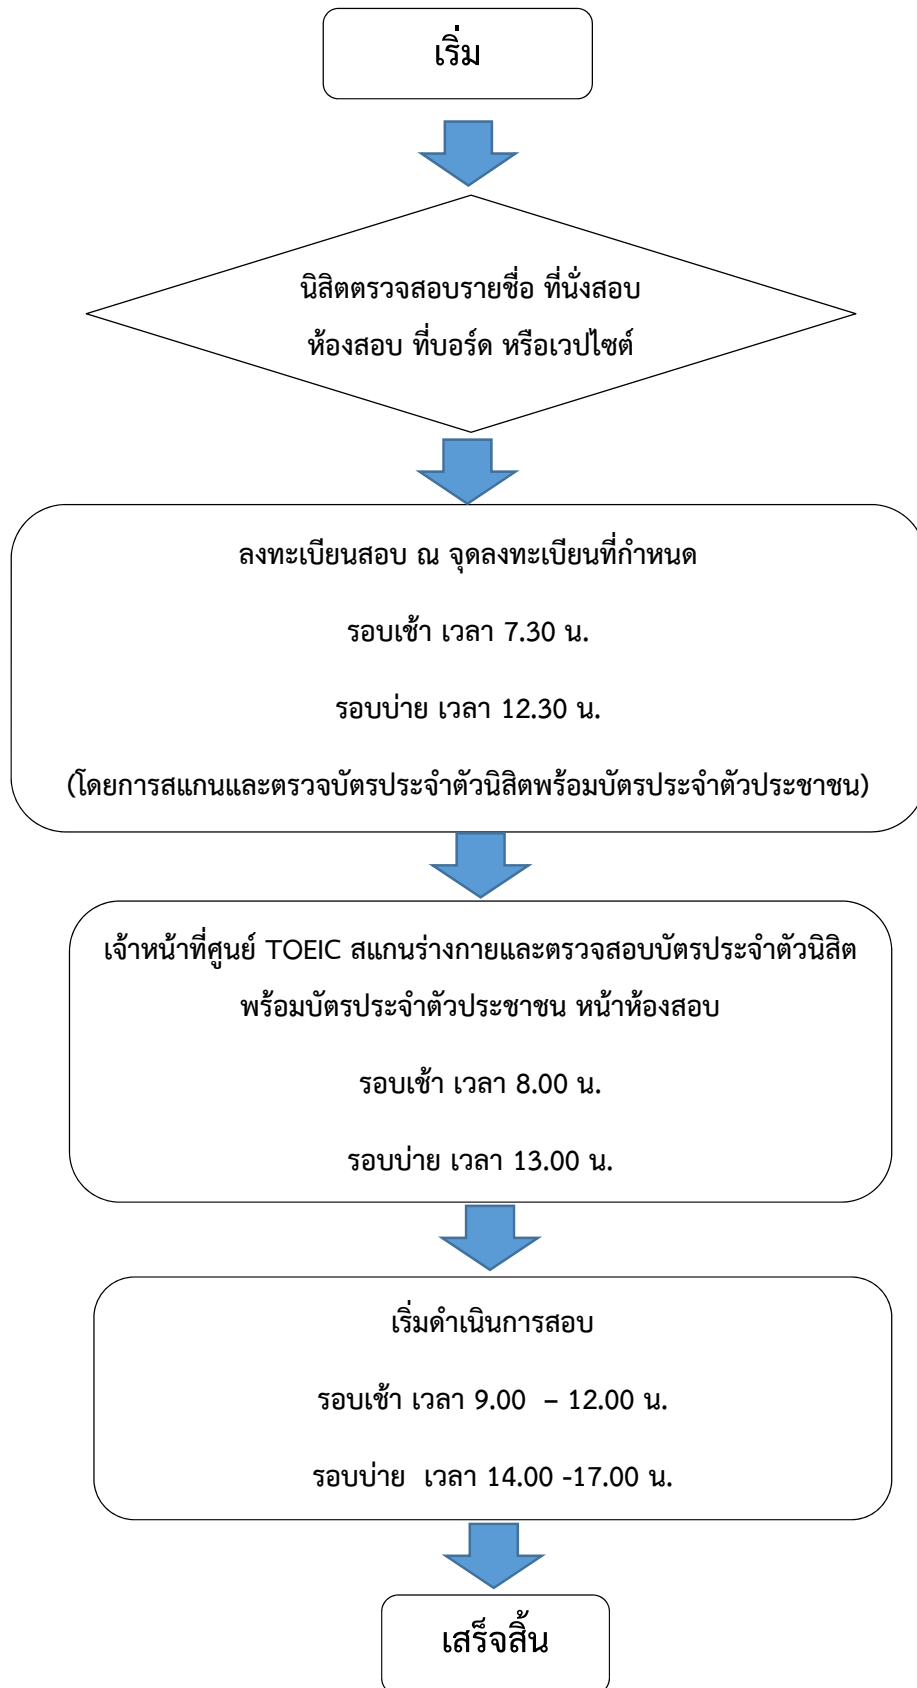 เริ่ม
นิสิตตรวจสอบรายชื่อ ที่นั่งสอบ
ห้องสอบ ที่บอร์ด หรือเวปไซต์
ลงทะเบียนสอบ ณ จุดลงทะเบียนที่กำหนด
รอบเช้า เวลา 7.30 น.
รอบบ่าย เวลา 12.30 น.
(โดยการสแกนและตรวจบัตรประจำตัวนิสิตพร้อมบัตรประจำตัวประชาชน)
เจ้าหน้าที่ศูนย์ TOEIC สแกนร่างกายและตรวจสอบบัตรประจำตัวนิสิต
พร้อมบัตรประจำตัวประชาชน หน้าห้องสอบ
รอบเช้า เวลา 8.00 น.
รอบบ่าย เวลา 13.00 น.
เริ่มดำเนินการสอบ
รอบเช้า เวลา 9.00 – 12.00 น.
รอบบ่าย เวลา 14.00 -17.00 น.
เสร็จสิ้น